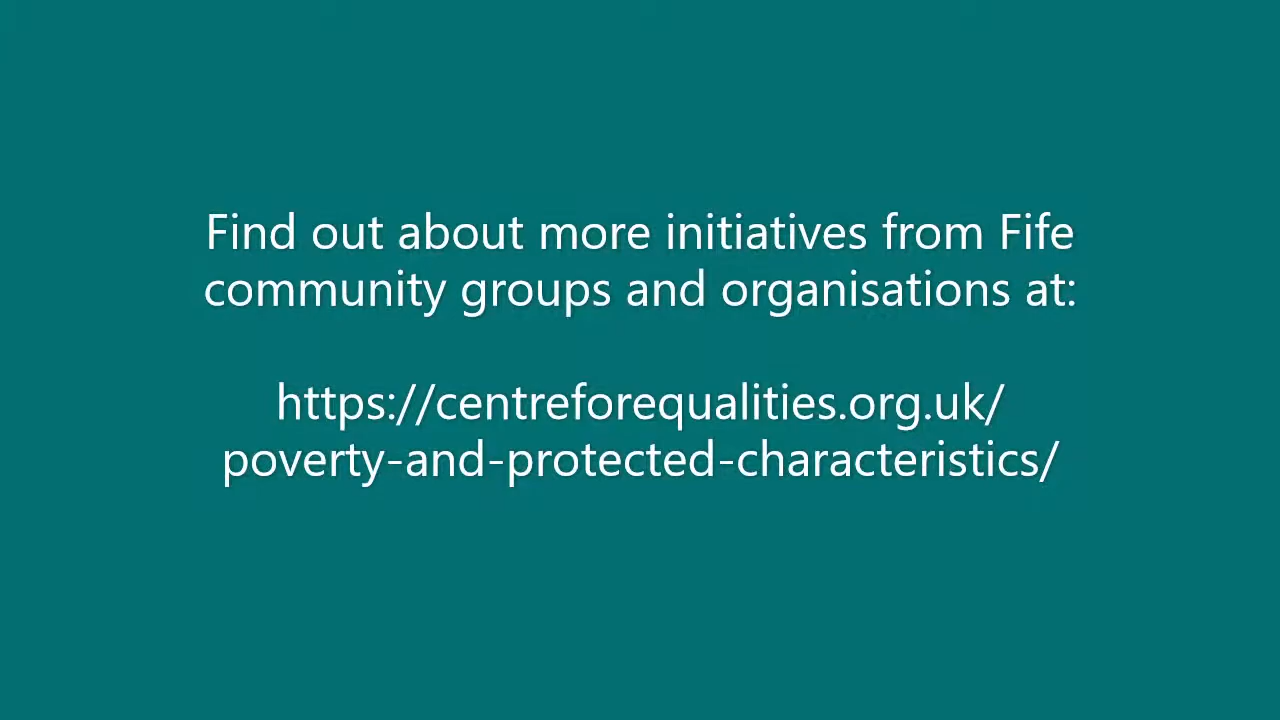 Find out about more initiatives from Fife
community groups and organisations at:
https://centreforequalities.org.uk/
poverty-and-protected-characteristics/